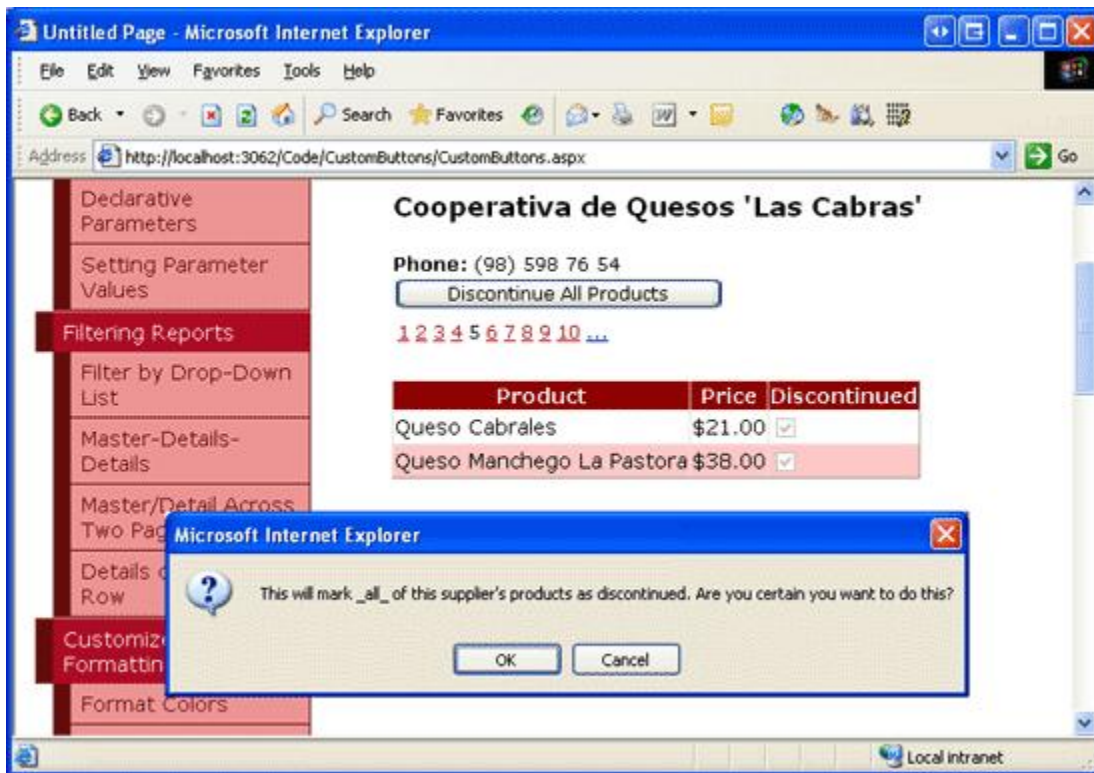 Untitled Page - Microsoft Internet Explorer
File Edit View Favorites Tools Help
Back Search Favorites
Address http://localhost:3062/Code/CustomButtons/CustomButtons.aspx Go
Declarative
Parameters
Setting Parameter
Values
Filtering Reports
Filter by Drop-Down
List
Master-Details-
Details
Master/Detail Across
Two Pag
Details o
Row
Customize
Formattin
Format Colors
Cooperativa de Quesos 'Las Cabras'
Phone: (98) 598 76 54
Discontinue All Products
1 2 3 4 5 6 7 8 9 10 ...
Product Price Discontinued
Queso Cabrales $21.00
Queso Manchego La Pastora $38.00
Microsoft Internet Explorer
This will mark _all_ of this supplier's products as discontinued. Are you certain you want to do this?
OK Cancel
Local intranet